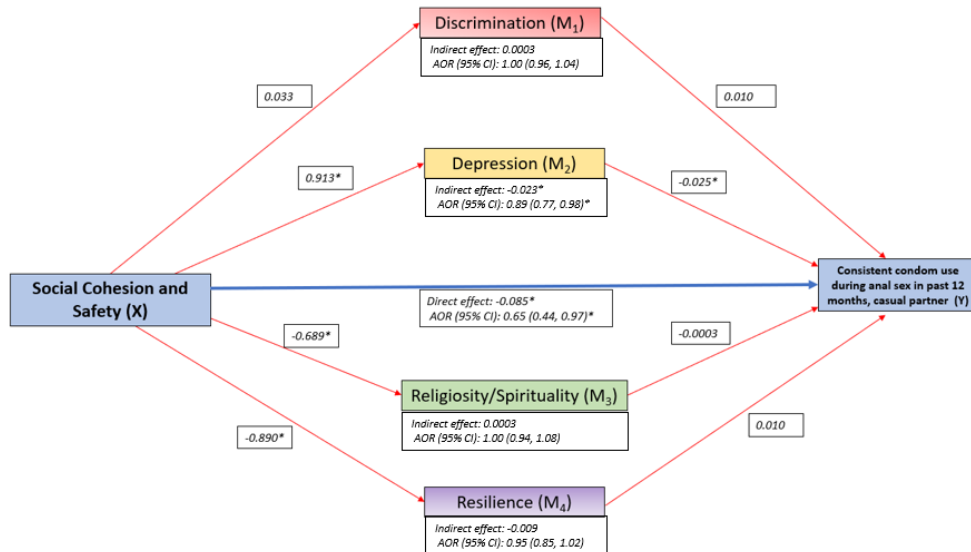 Discrimination (M₁)
Indirect effect: 0.0003
AOR (95% CI): 1.00 (0.96, 1.04)
0.033
0.010
Depression (M₂)
Indirect effect: -0.023*
AOR (95% CI): 0.89 (0.77, 0.98)*
0.913*
-0.025*
Social Cohesion and
Safety (X)
Direct effect: -0.085*
AOR (95% CI): 0.65 (0.44, 0.97)*
Consistent condom use
during anal sex in past 12
months, casual partner (Y)
-0.689*
-0.0003
Religiosity/Spirituality (M₃)
Indirect effect: 0.0003
AOR (95% CI): 1.00 (0.94, 1.08)
-0.890*
0.010
Resilience (M₄)
Indirect effect: -0.009
AOR (95% CI): 0.95 (0.85, 1.02)